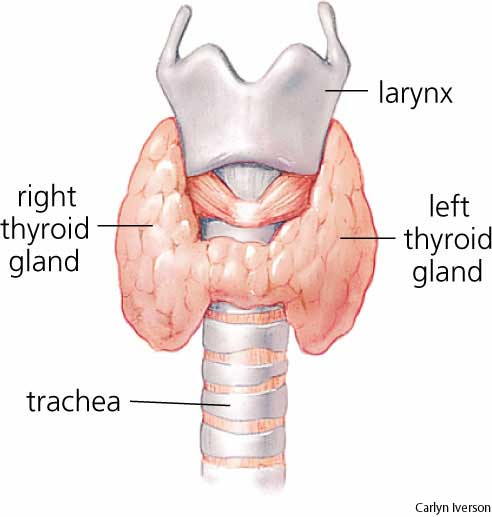 larynx
right
thyroid
gland
left
thyroid
gland
trachea
Carlyn Iverson